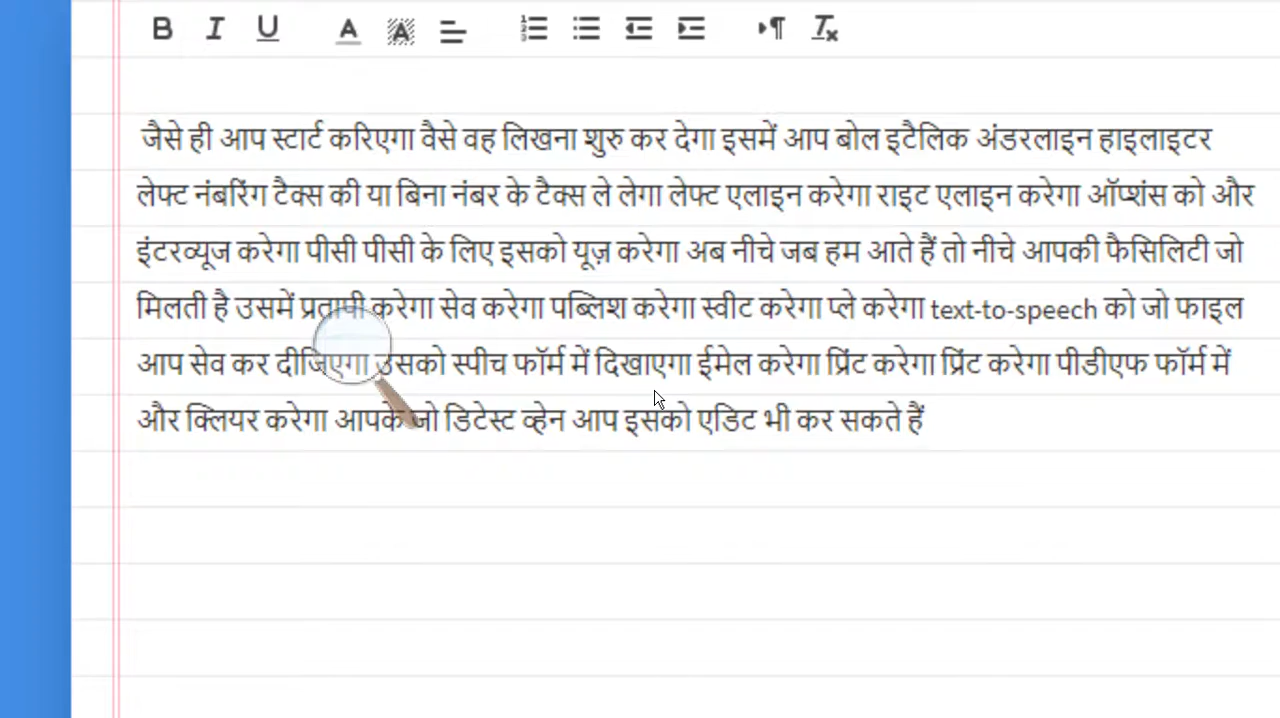 B I U A A
जैसे ही आप स्टार्ट करिएगा वैसे वह लिखना शुरु कर देगा इसमें आप बोल इटैलिक अंडरलाइन हाइलाइटर
लेफ्ट नंबरिंग टैक्स की या बिना नंबर के टैक्स ले लेगा लेफ्ट एलाइन करेगा राइट एलाइन करेगा ऑप्शंस को और
इंटरव्यूज करेगा पीसी पीसी के लिए इसको यूज़ करेगा अब नीचे जब हम आते हैं तो नीचे आपकी फैसिलिटी जो
मिलती है उसमें करेगा सेव करेगा पब्लिश करेगा स्वीट करेगा प्ले करेगा text-to-speech को जो फाइल
आप सेव कर दीजिएगा उसको स्पीच फॉर्म में दिखाएगा ईमेल करेगा प्रिंट करेगा प्रिंट करेगा पीडीएफ फॉर्म में
और क्लियर करेगा आपके जो डिटेस्ट व्हेन आप इसको एडिट भी कर सकते हैं